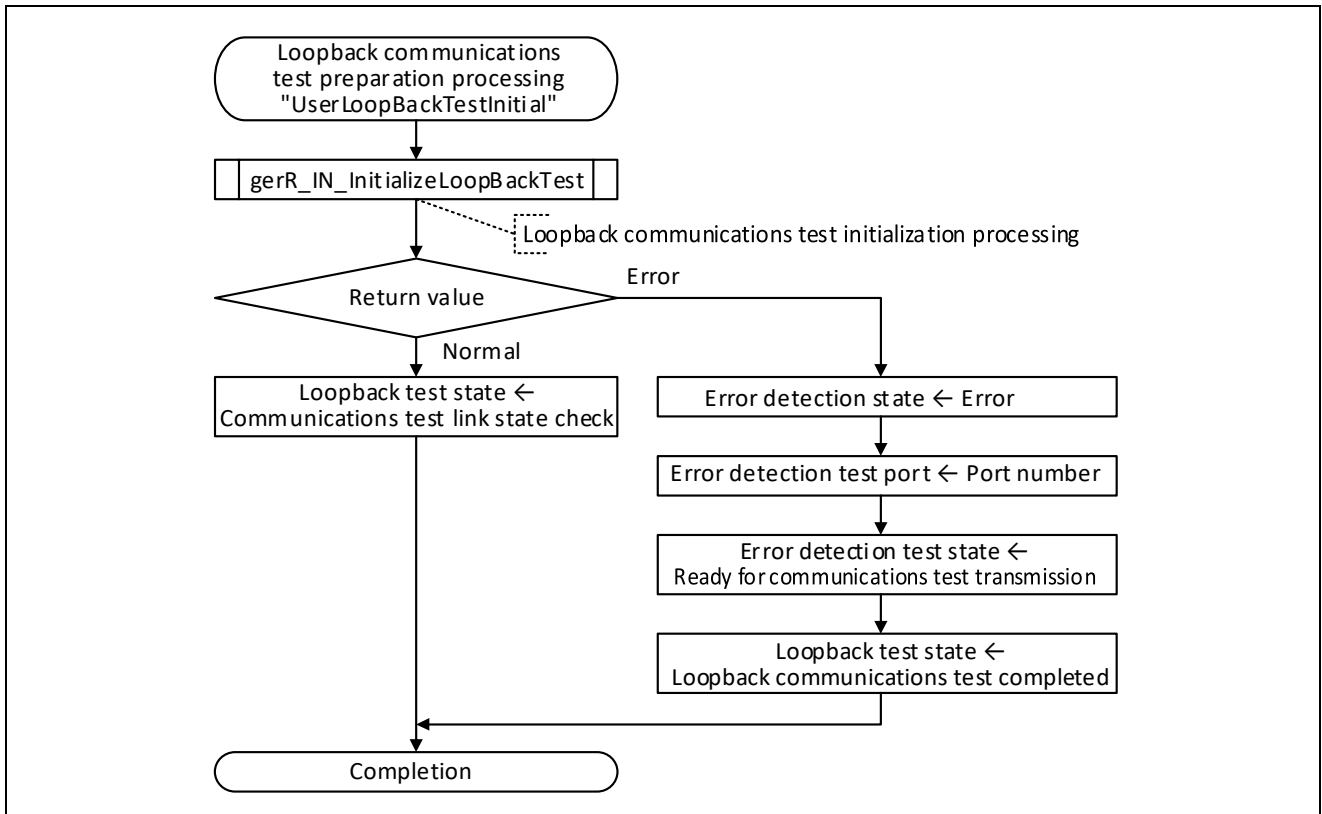 Loopback communications
test preparation processing
"UserLoopBackTestInitial"
gerR_IN_InitializeLoopBackTest
Loopback communications test initialization processing
Error
Return value
Normal
Loopback test state ←
Communications test link state check
Error detection state ← Error
Error detection test port ← Port number
Error detection test state ←
Ready for communications test transmission
Loopback test state ←
Loopback communications test completed
Completion